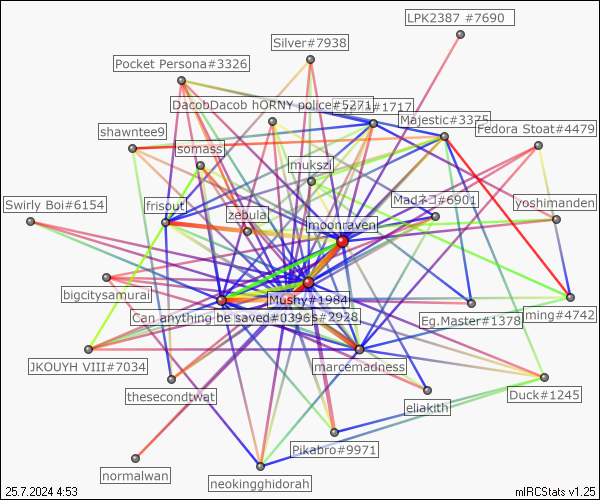 LPK2387 #7690
Silver#7938
Pocket Persona#3326
DacobDacob hORNY police#5271
#1717
Majestic#3375
Fedora Stoat#4479
shawntee9
somass
mukszi
Swirly Boi#6154
frisout
zebula
Madネコ#6901
yoshimanden
moonraven
bigcitysamurai
Mushy#1984
Can anything be saved#0396
s#2928
Eg.Master#1378
ming#4742
JKOUYH VIII#7034
marcemadness
thesecondtwat
eliakith
Duck#1245
Pikabro#9971
normalwan
neokingghidorah
25.7.2024 4:53
mIRCStats v1.25